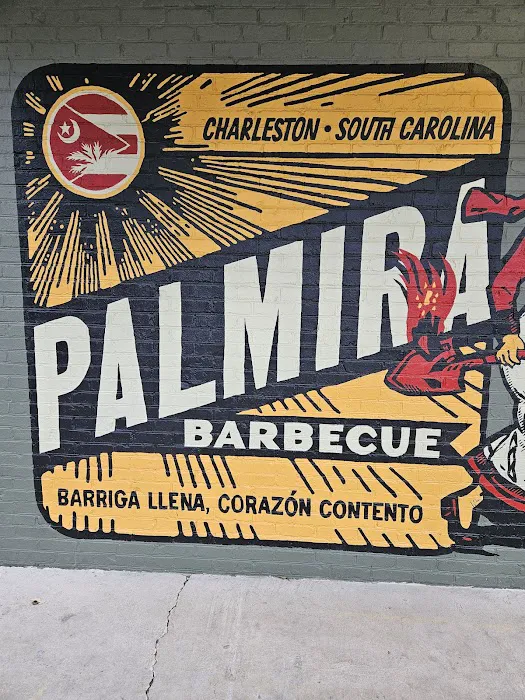 CHARLESTON • SOUTH CAROLINA
PALMIRA
BARBECUE
BARRIGA LLENA, CORAZÓN CONTENTO